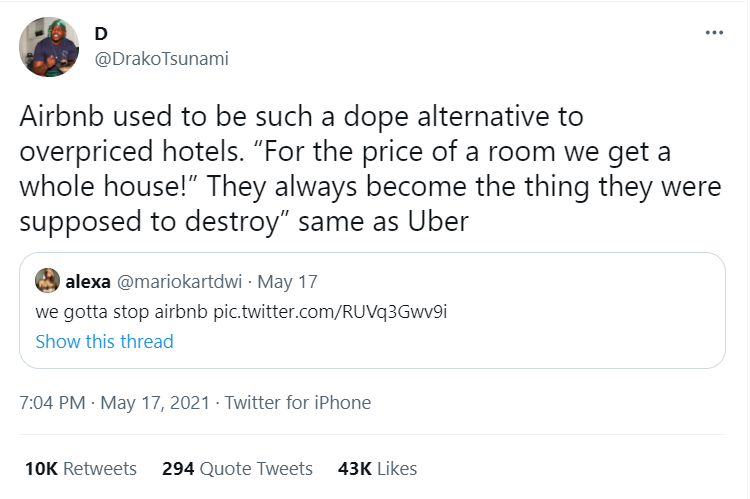 D
@DrakoTsunami
Airbnb used to be such a dope alternative to
overpriced hotels. “For the price of a room we get a
whole house!” They always become the thing they were
supposed to destroy” same as Uber
alexa @mariokartdwi · May 17
we gotta stop airbnb pic.twitter.com/RUVq3Gwv9i
Show this thread
7:04 PM · May 17, 2021 · Twitter for iPhone
10K Retweets 294 Quote Tweets 43K Likes